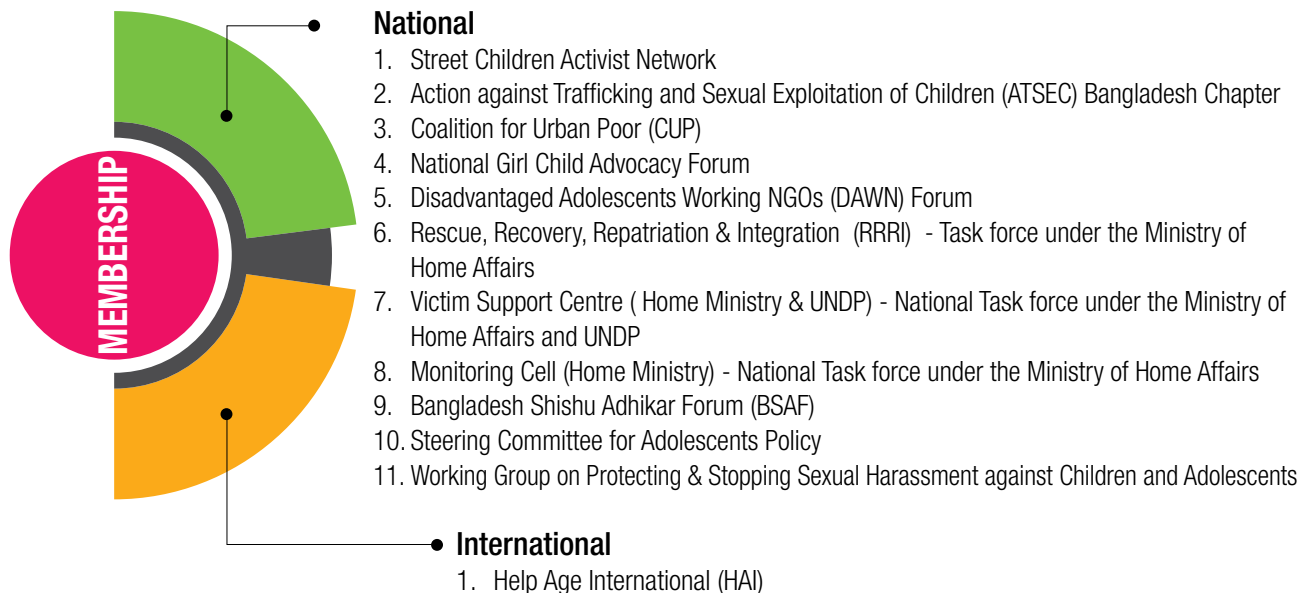 MEMBERSHIP
National
1. Street Children Activist Network
2. Action against Trafficking and Sexual Exploitation of Children (ATSEC) Bangladesh Chapter
3. Coalition for Urban Poor (CUP)
4. National Girl Child Advocacy Forum
5. Disadvantaged Adolescents Working NGOs (DAWN) Forum
6. Rescue, Recovery, Repatriation & Integration (RRRI) - Task force under the Ministry of
Home Affairs
7. Victim Support Centre ( Home Ministry & UNDP) - National Task force under the Ministry of
Home Affairs and UNDP
8. Monitoring Cell (Home Ministry) - National Task force under the Ministry of Home Affairs
9. Bangladesh Shishu Adhikar Forum (BSAF)
10. Steering Committee for Adolescents Policy
11. Working Group on Protecting & Stopping Sexual Harassment against Children and Adolescents
International
1. Help Age International (HAI)